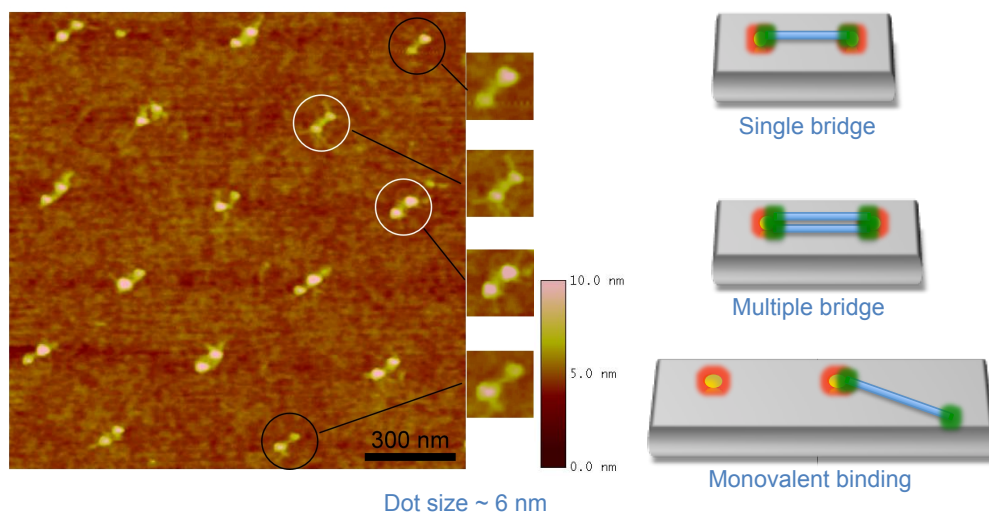 Single bridge
10.0 nm
Multiple bridge
5.0 nm
300 nm
0.0 nm
Monovalent binding
Dot size ~ 6 nm